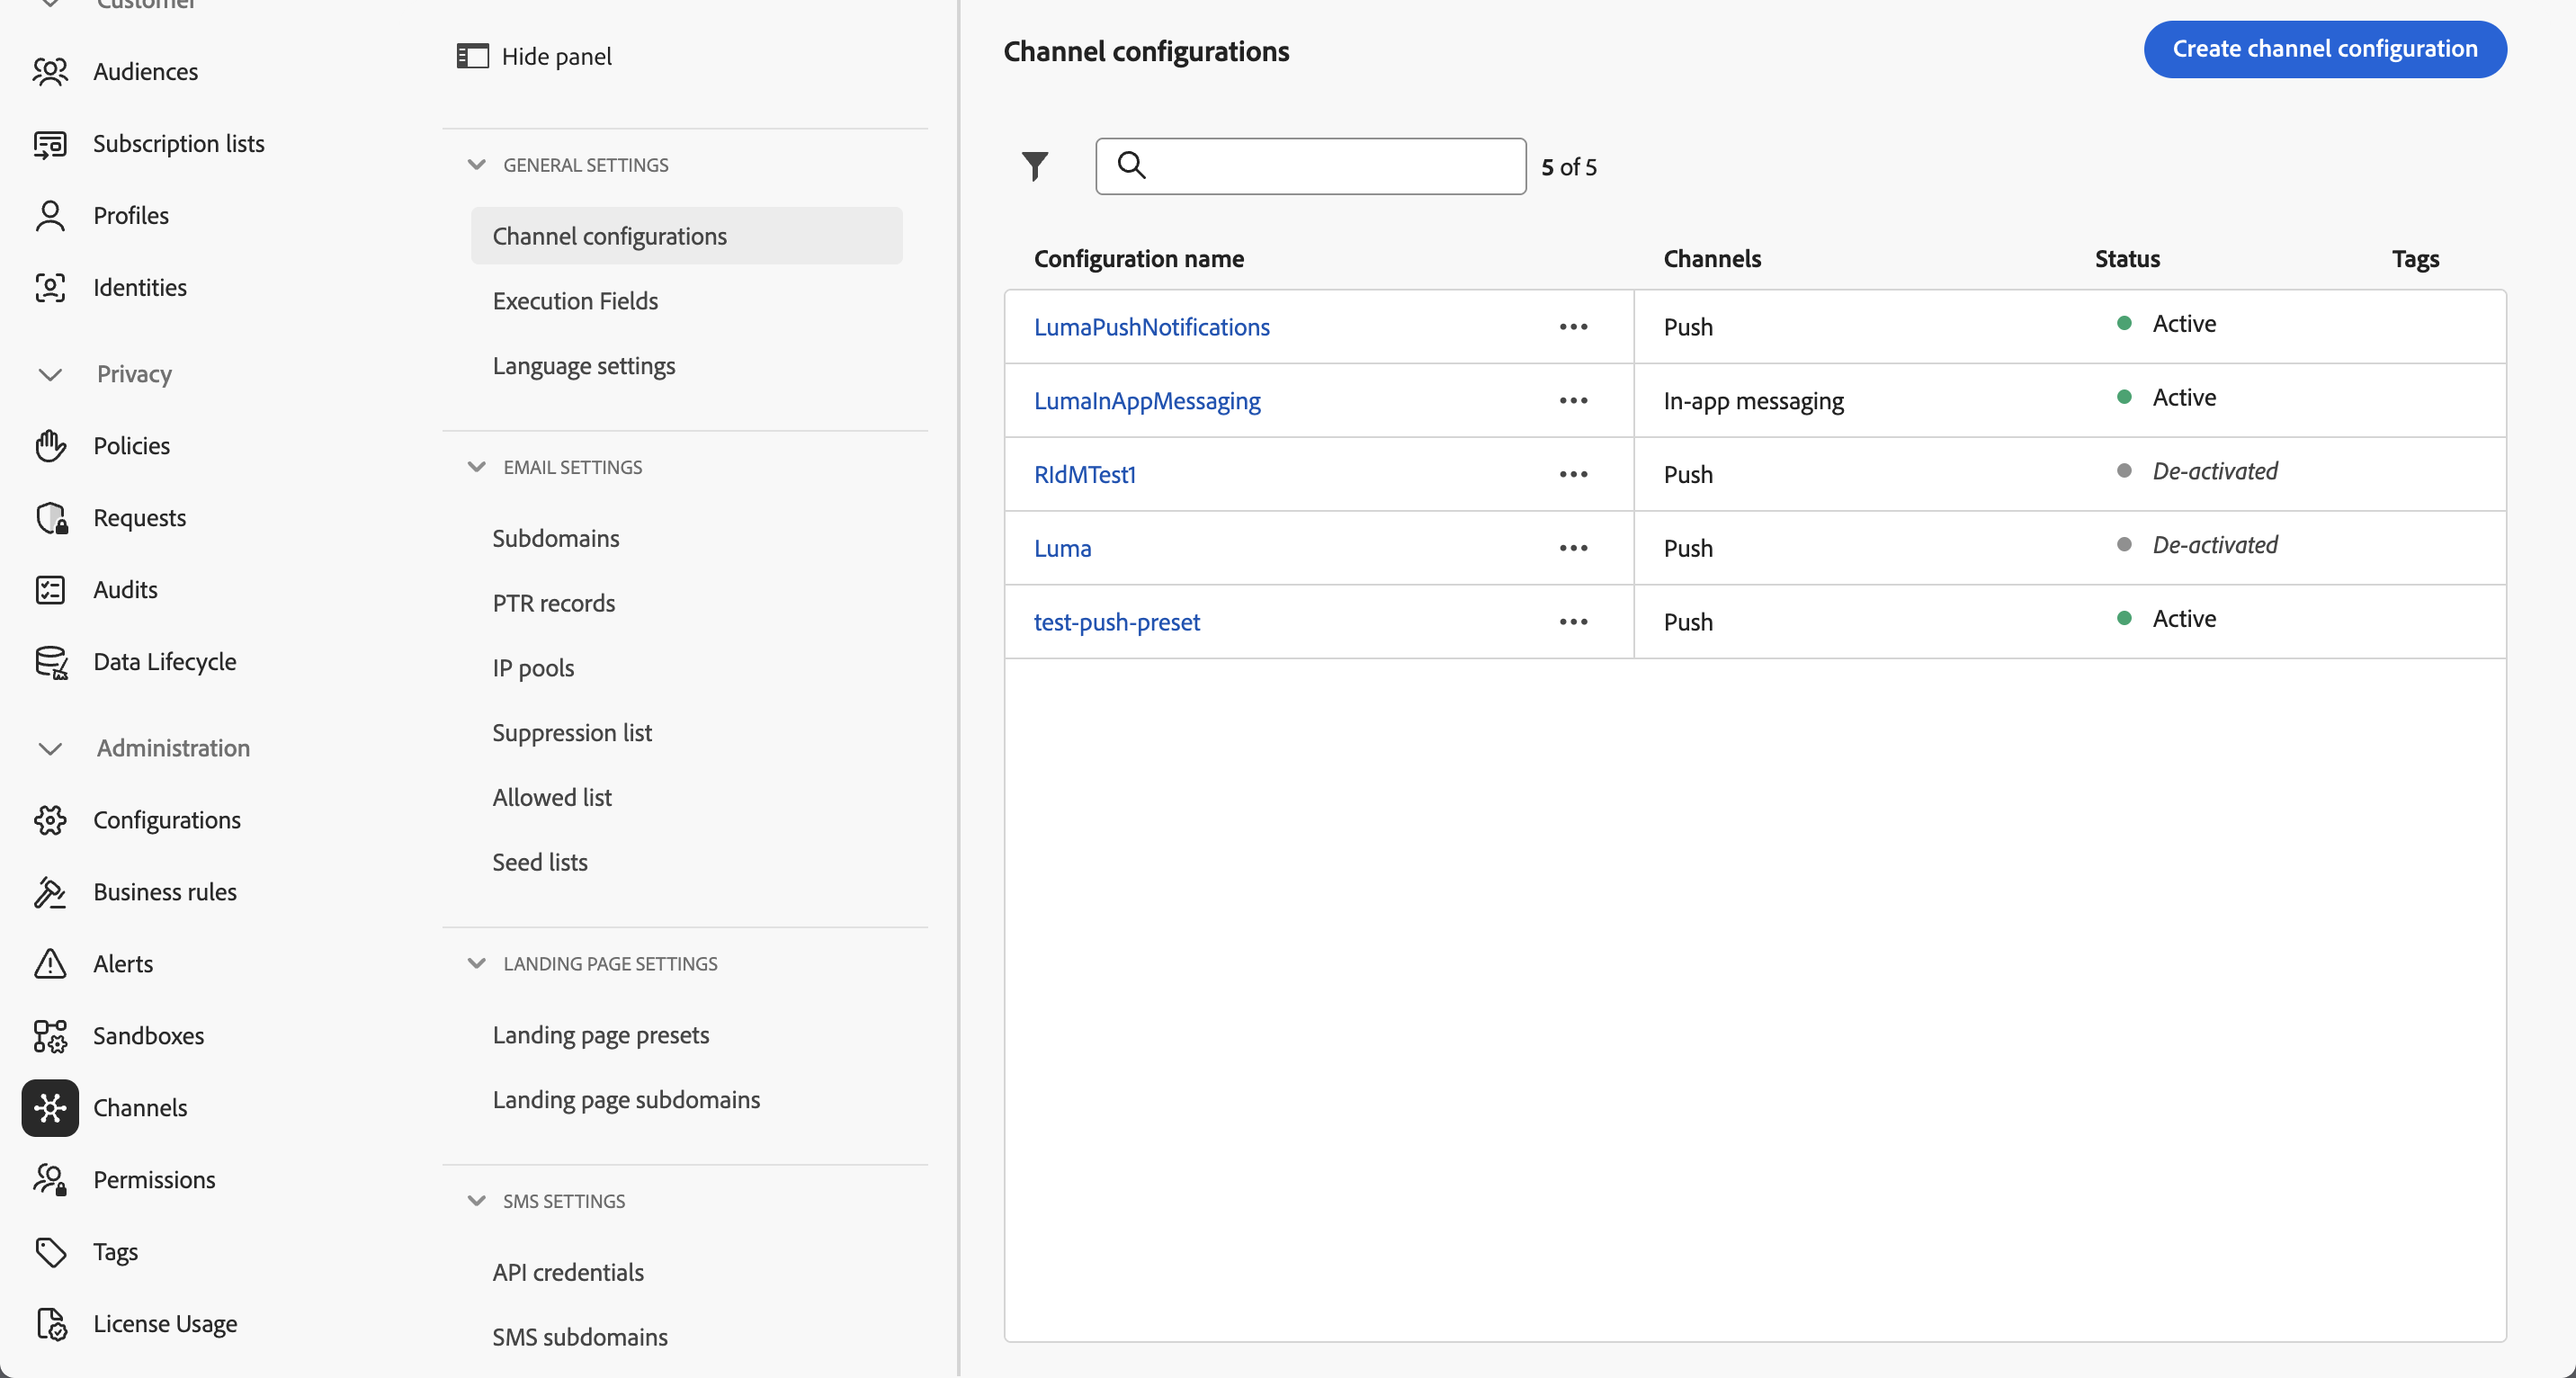 Customer
Audiences
Subscription lists
Profiles
Identities
Privacy
Policies
Requests
Audits
Data Lifecycle
Administration
Configurations
Business rules
Alerts
Sandboxes
Channels
Permissions
Tags
License Usage
Hide panel
GENERAL SETTINGS
Channel configurations
Execution Fields
Language settings
EMAIL SETTINGS
Subdomains
PTR records
IP pools
Suppression list
Allowed list
Seed lists
LANDING PAGE SETTINGS
Landing page presets
Landing page subdomains
SMS SETTINGS
API credentials
SMS subdomains
Channel configurations
Create channel configuration
5 of 5
Configuration name Channels Status Tags
LumaPushNotifications ••• Push Active
LumaInAppMessaging ••• In-app messaging Active
RIdMTest1 ••• Push De-activated
Luma ••• Push De-activated
test-push-preset ••• Push Active